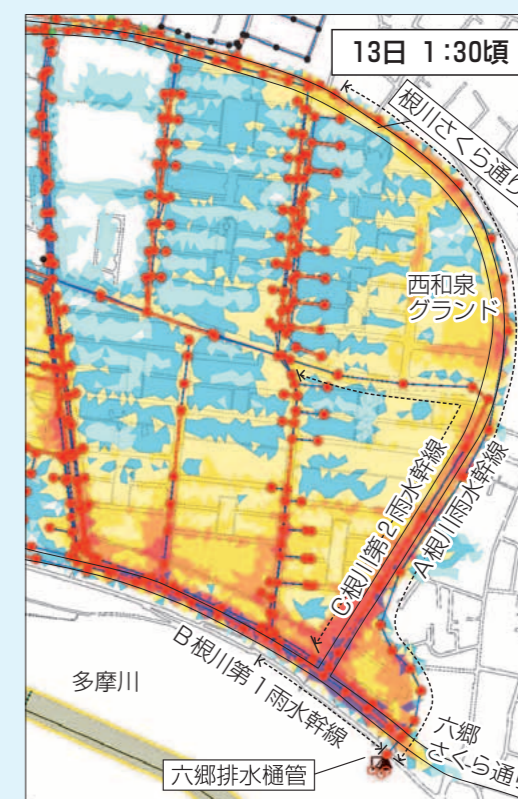 13日 1:30頃
根川さくら通り
西和泉
グランド
C根川第2雨水幹線
A根川雨水幹線
B根川第1雨水幹線
多摩川
六郷
さくら通り
六郷排水樋管